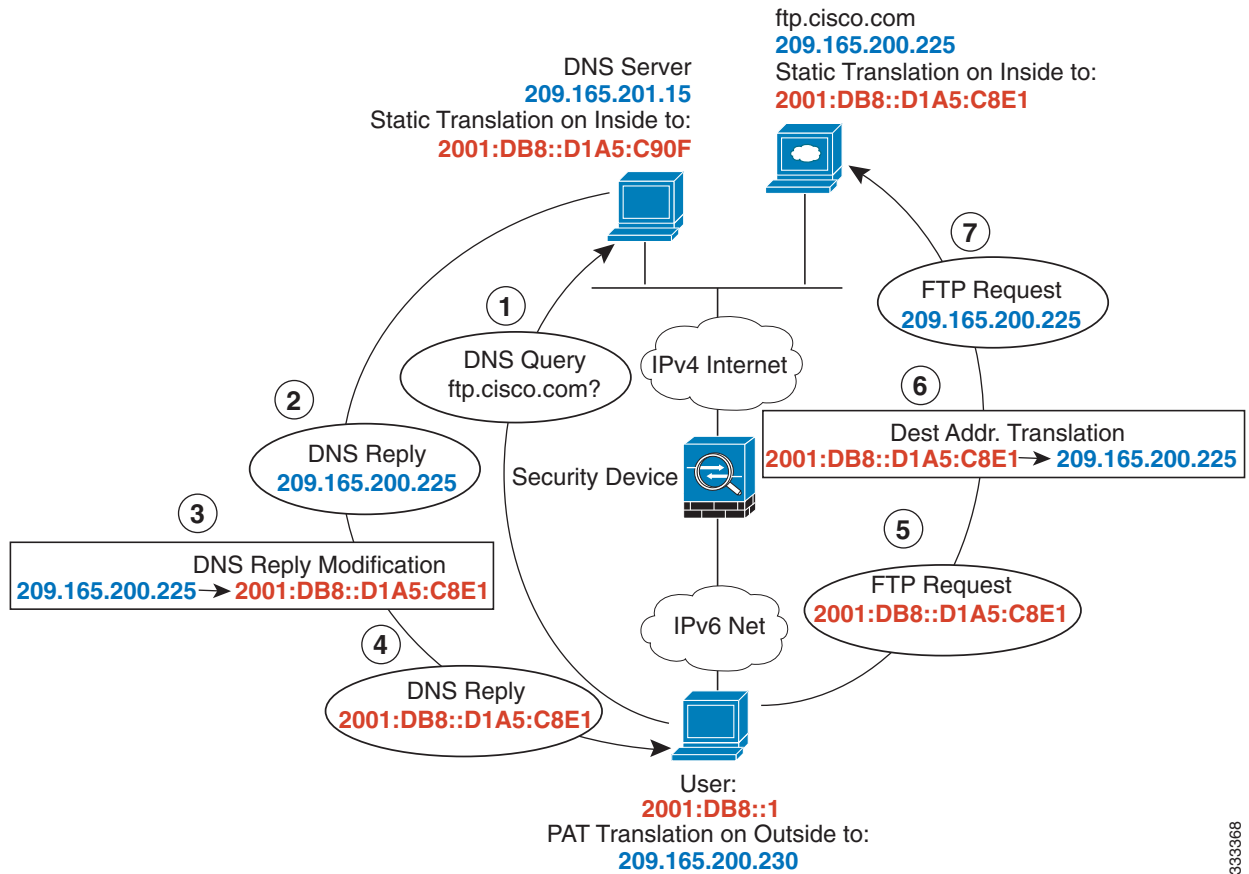 ftp.cisco.com
209.165.200.225
Static Translation on Inside to:
2001:DB8::D1A5:C8E1
DNS Server
209.165.201.15
Static Translation on Inside to:
2001:DB8::D1A5:C90F
7
FTP Request
209.165.200.225
1
DNS Query
ftp.cisco.com?
IPv4 Internet
2
DNS Reply
209.165.200.225
6
Dest Addr. Translation
2001:DB8::D1A5:C8E1 → 209.165.200.225
Security Device
3
DNS Reply Modification
209.165.200.225 → 2001:DB8::D1A5:C8E1
5
FTP Request
2001:DB8::D1A5:C8E1
IPv6 Net
4
DNS Reply
2001:DB8::D1A5:C8E1
User:
2001:DB8::1
PAT Translation on Outside to:
209.165.200.230
333368